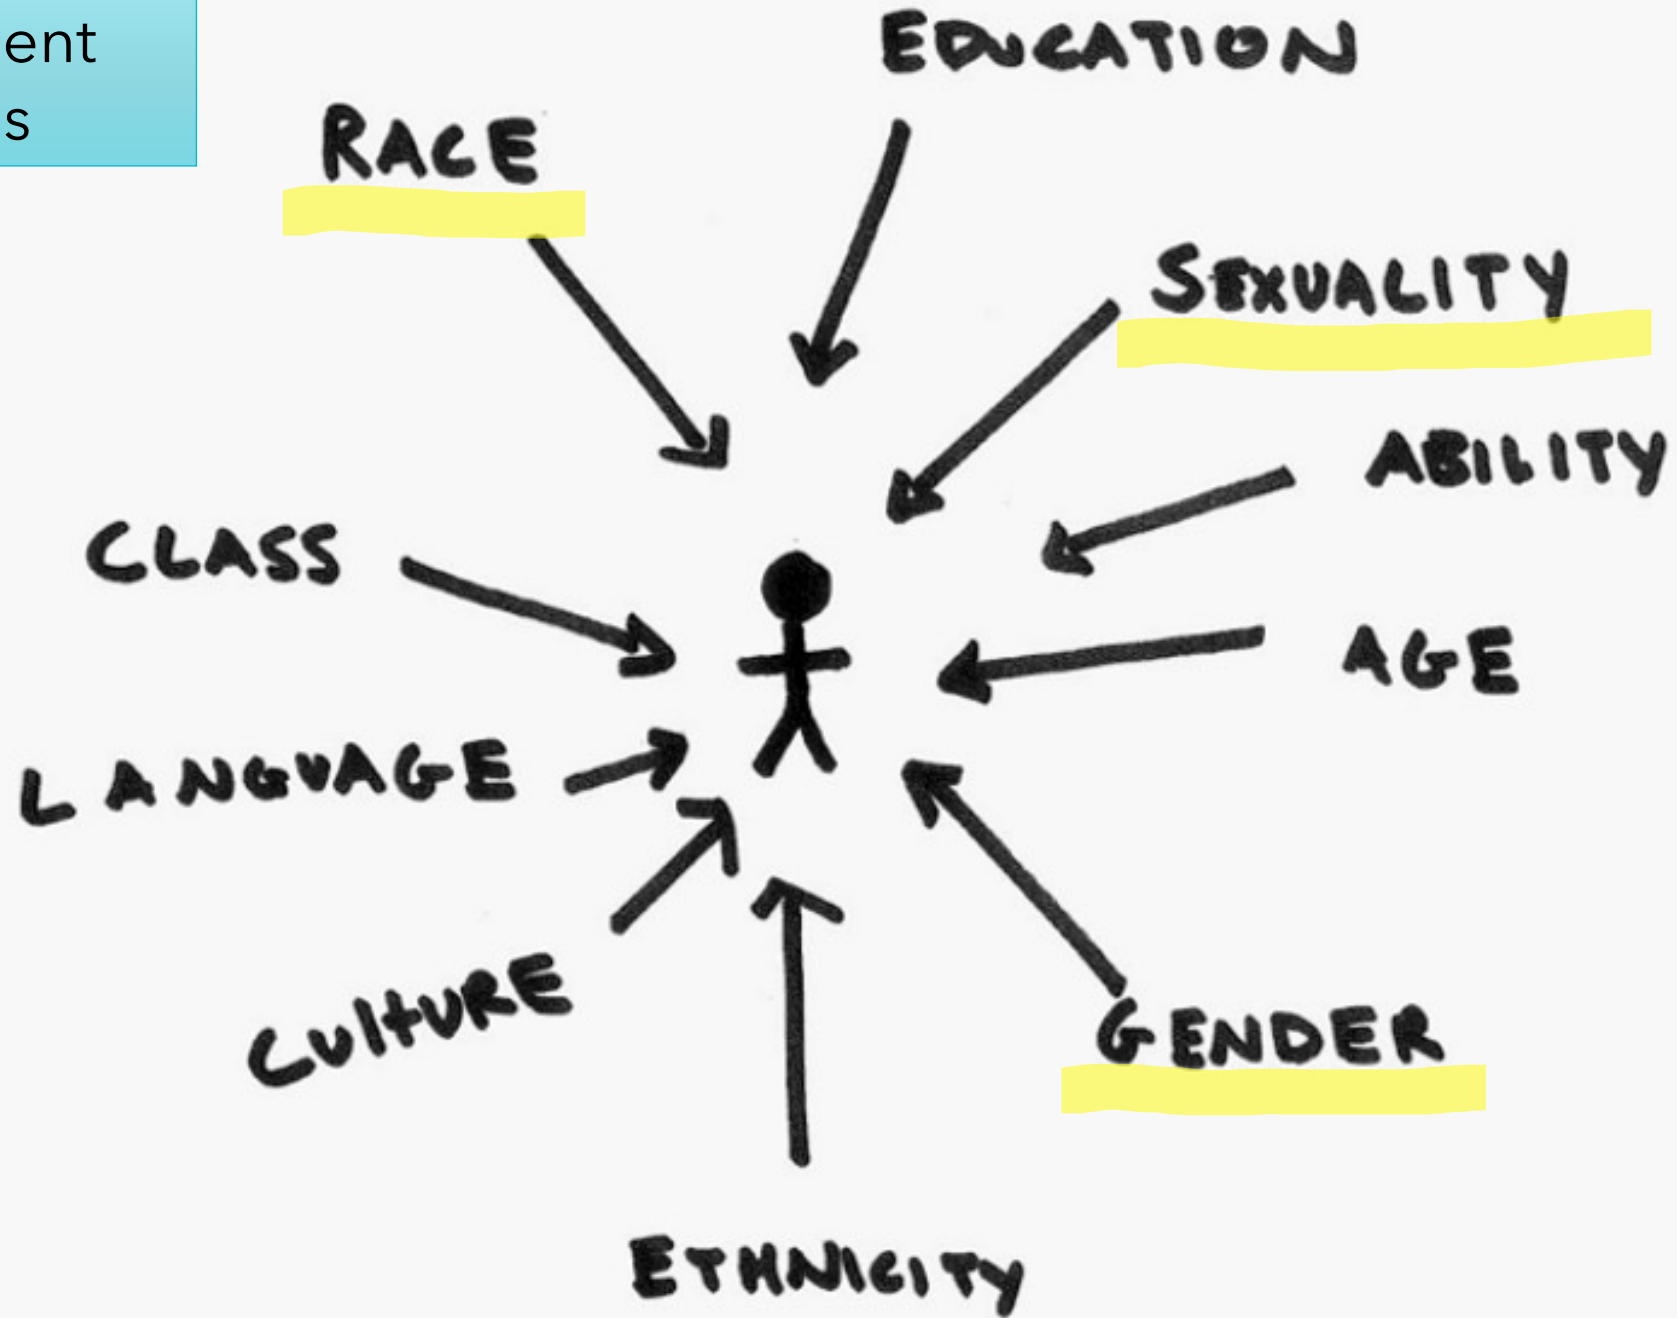 ent
s
EDUCATION
RACE
SEXUALITY
ABILITY
CLASS
AGE
LANGUAGE
CUltURE
GENDER
ETHNICITY